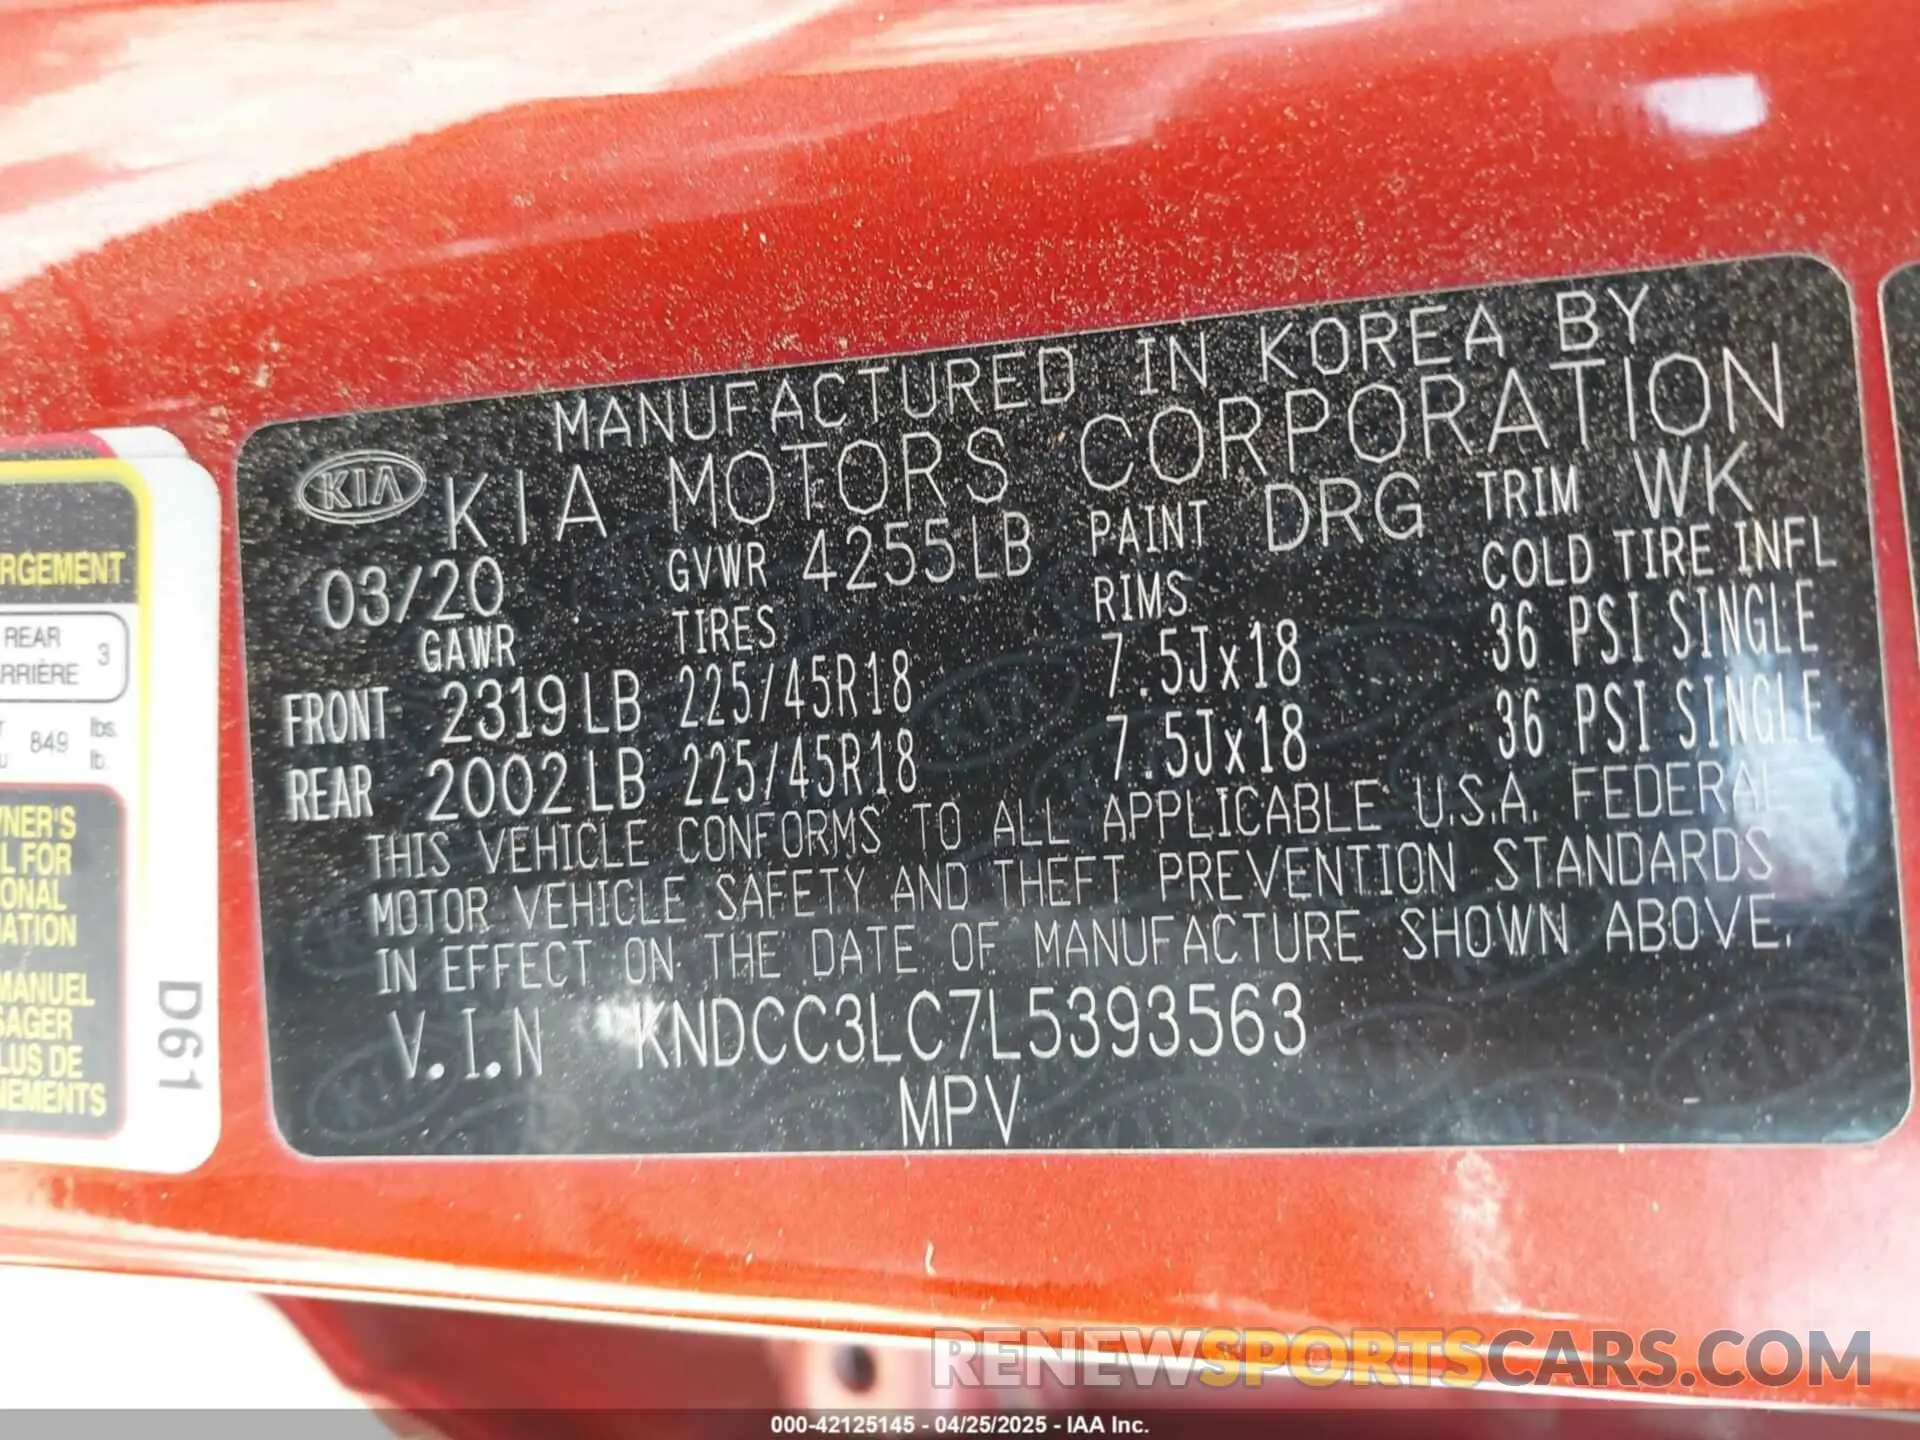 MANUFACTURED IN KOREA BY
KIA KIA MOTORS CORPORATION
03/20 GVWR 4255LB PAINT DRG TRIM WK
GAWR TIRES RIMS COLD TIRE INFL
FRONT 2319LB 225/45R18 7.5Jx18 36 PSI SINGLE
REAR 2002LB 225/45R18 7.5Jx18 36 PSI SINGLE
THIS VEHICLE CONFORMS TO ALL APPLICABLE U.S.A. FEDERAL
MOTOR VEHICLE SAFETY AND THEFT PREVENTION STANDARDS
IN EFFECT ON THE DATE OF MANUFACTURE SHOWN ABOVE.
V.I.N KNDCC3LC7L5393563
MPV
RGEMENT
REAR 3
RRIÈRE
849 lbs.
lb.
NER'S
L FOR
ONAL
ATION
MANUEL
SAGER
LUS DE
NEMENTS
D61
RENEWSPORTSCARS.COM
000-42125145 - 04/25/2025 - IAA Inc.